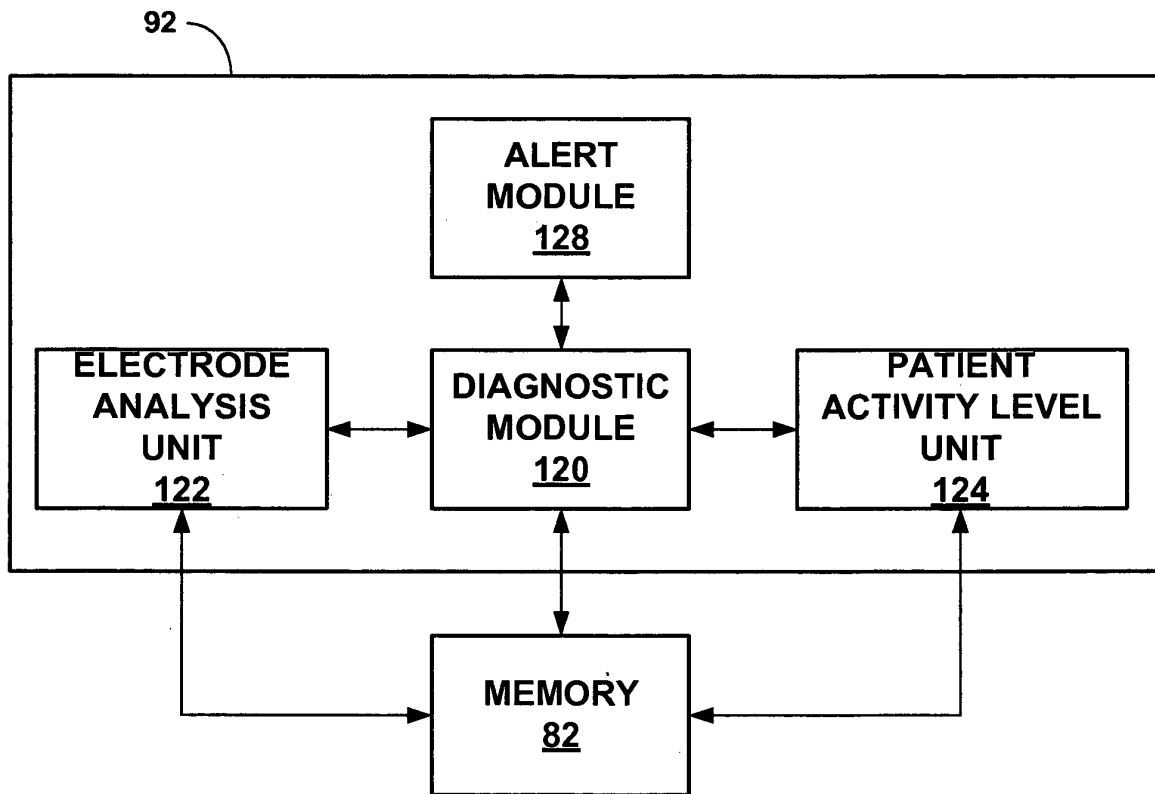 92
ALERT
MODULE
128
ELECTRODE
ANALYSIS
UNIT
122
DIAGNOSTIC
MODULE
120
PATIENT
ACTIVITY LEVEL
UNIT
124
MEMORY
82